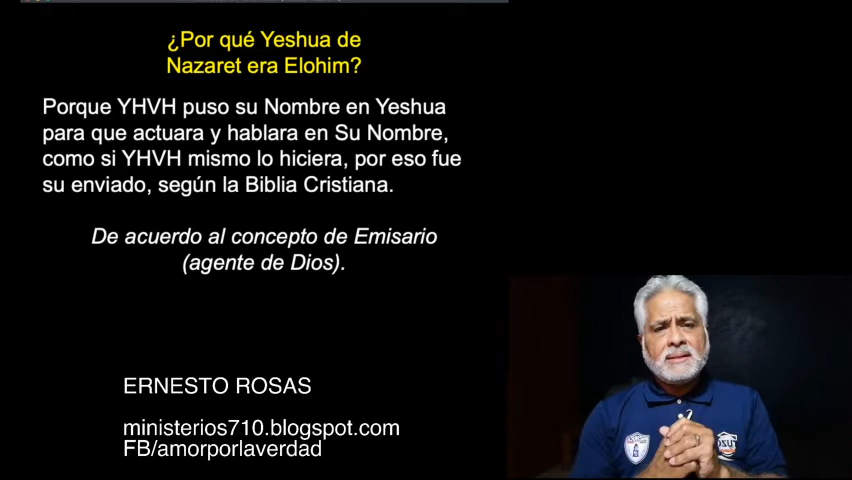 ¿Por qué Yeshua de
Nazaret era Elohim?
Porque YHVH puso su Nombre en Yeshua
para que actuara y hablara en Su Nombre,
como si YHVH mismo lo hiciera, por eso fue
su enviado, según la Biblia Cristiana.
De acuerdo al concepto de Emisario
(agente de Dios).
ERNESTO ROSAS
ministerios710.blogspot.com
FB/amorporlaverdad